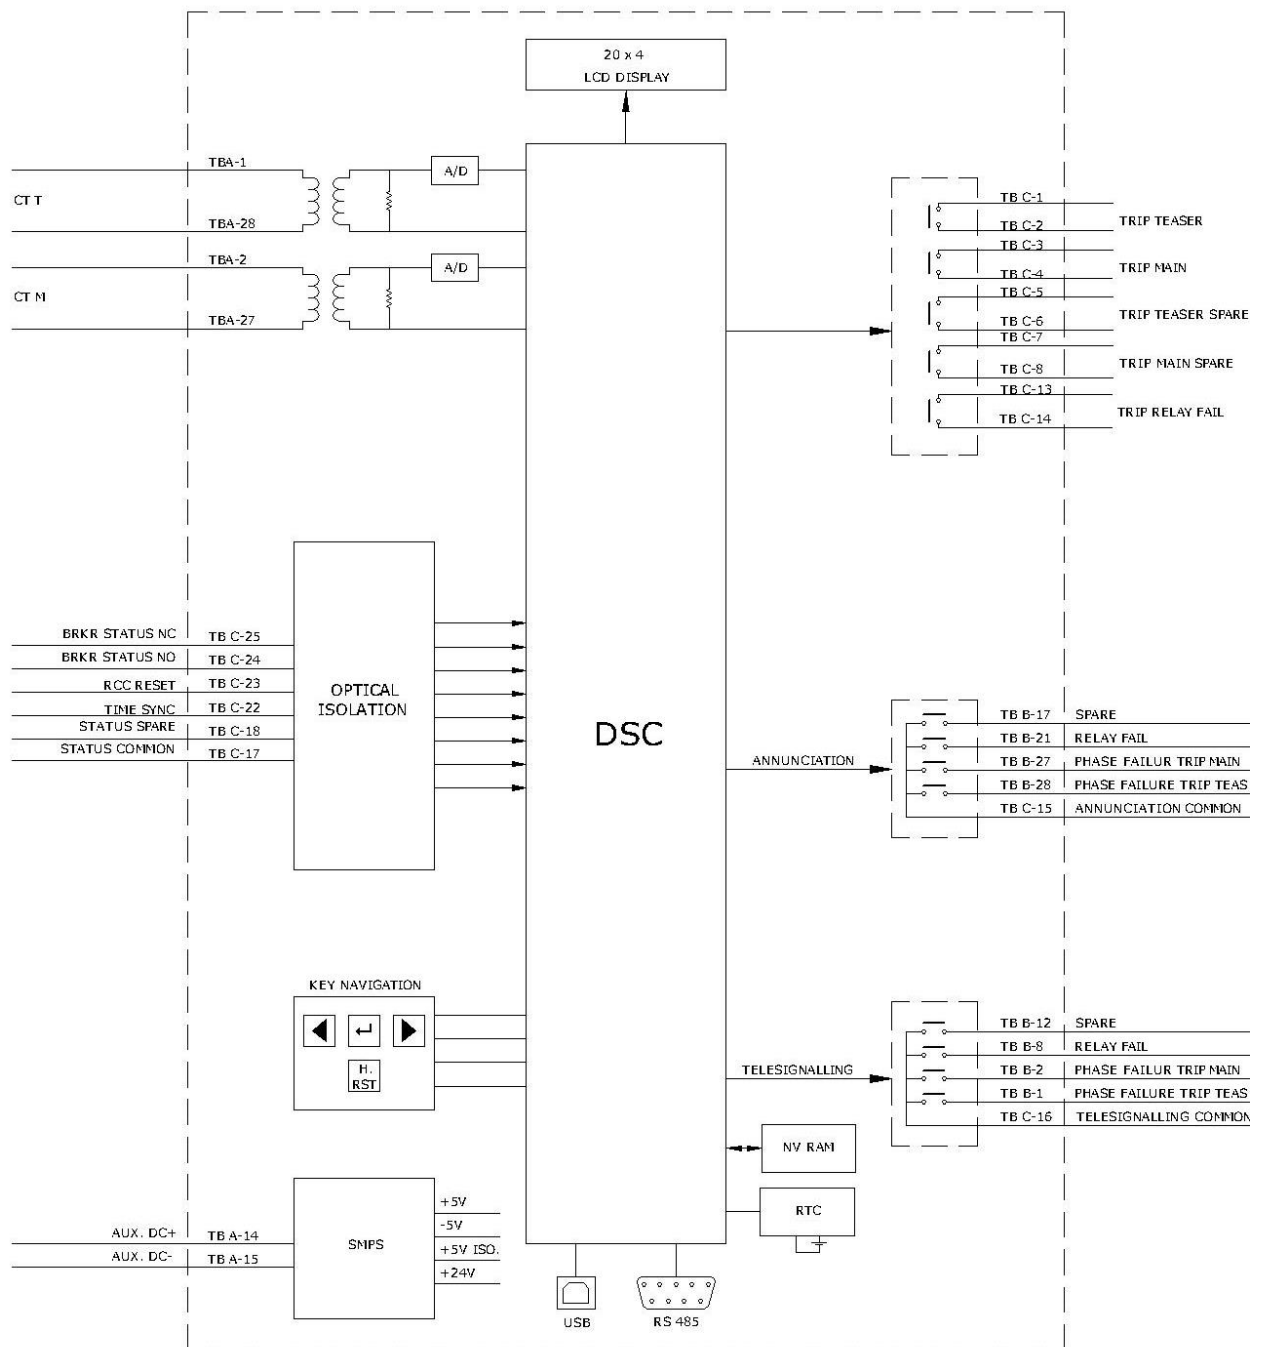 20 x 4
LCD DISPLAY
TBA-1
A/D
CT T
TBA-28
TBA-2
A/D
CT M
TBA-27
TB C-1
TB C-2
TRIP TEASER
TB C-3
TB C-4
TRIP MAIN
TB C-5
TB C-6
TRIP TEASER SPARE
TB C-7
TB C-8
TRIP MAIN SPARE
TB C-13
TB C-14
TRIP RELAY FAIL
BRKR STATUS NC TB C-25
BRKR STATUS NO TB C-24
RCC RESET TB C-23
TIME SYNC TB C-22
STATUS SPARE TB C-18
STATUS COMMON TB C-17
OPTICAL
ISOLATION
DSC
ANNUNCIATION
TB B-17 SPARE
TB B-21 RELAY FAIL
TB B-27 PHASE FAILUR TRIP MAIN
TB B-28 PHASE FAILURE TRIP TEAS
TB C-15 ANNUNCIATION COMMON
KEY NAVIGATION
H.
RST
TELESIGNALLING
TB B-12 SPARE
TB B-8 RELAY FAIL
TB B-2 PHASE FAILUR TRIP MAIN
TB B-1 PHASE FAILURE TRIP TEAS
TB C-16 TELESIGNALLING COMMON
NV RAM
RTC
AUX. DC+ TB A-14
AUX. DC- TB A-15
SMPS
+5V
-5V
+5V ISO.
+24V
USB
RS 485